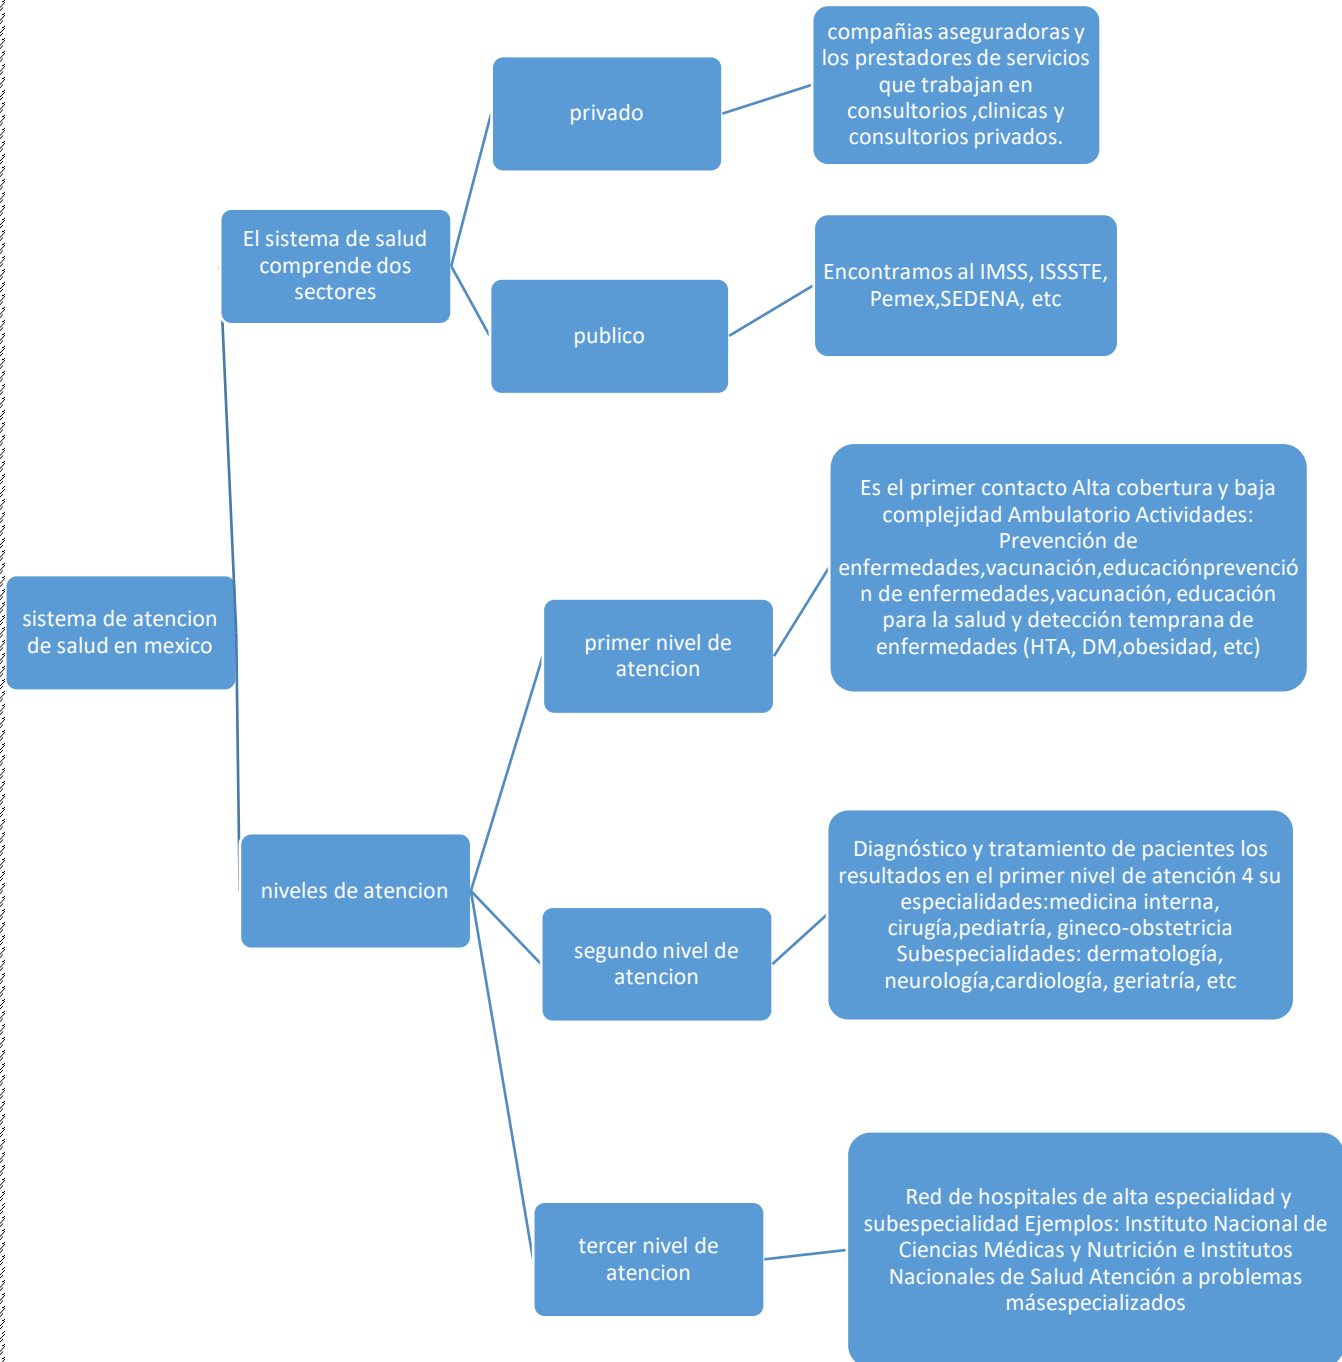 compañias aseguradoras y
los prestadores de servicios
que trabajan en
consultorios ,clinicas y
consultorios privados.
privado
El sistema de salud
comprende dos
sectores
Encontramos al IMSS, ISSSTE,
Pemex,SEDENA, etc
publico
Es el primer contacto Alta cobertura y baja
complejidad Ambulatorio Actividades:
Prevención de
enfermedades,vacunación,educaciónprevenció
n de enfermedades,vacunación, educación
para la salud y detección temprana de
enfermedades (HTA, DM,obesidad, etc)
sistema de atencion
de salud en mexico
primer nivel de
atencion
niveles de atencion
Diagnóstico y tratamiento de pacientes los
resultados en el primer nivel de atención 4 su
especialidades:medicina interna,
cirugía,pediatría, gineco-obstetricia
Subespecialidades: dermatología,
neurología,cardiología, geriatría, etc
segundo nivel de
atencion
Red de hospitales de alta especialidad y
subespecialidad Ejemplos: Instituto Nacional de
Ciencias Médicas y Nutrición e Institutos
Nacionales de Salud Atención a problemas
másespecializados
tercer nivel de
atencion